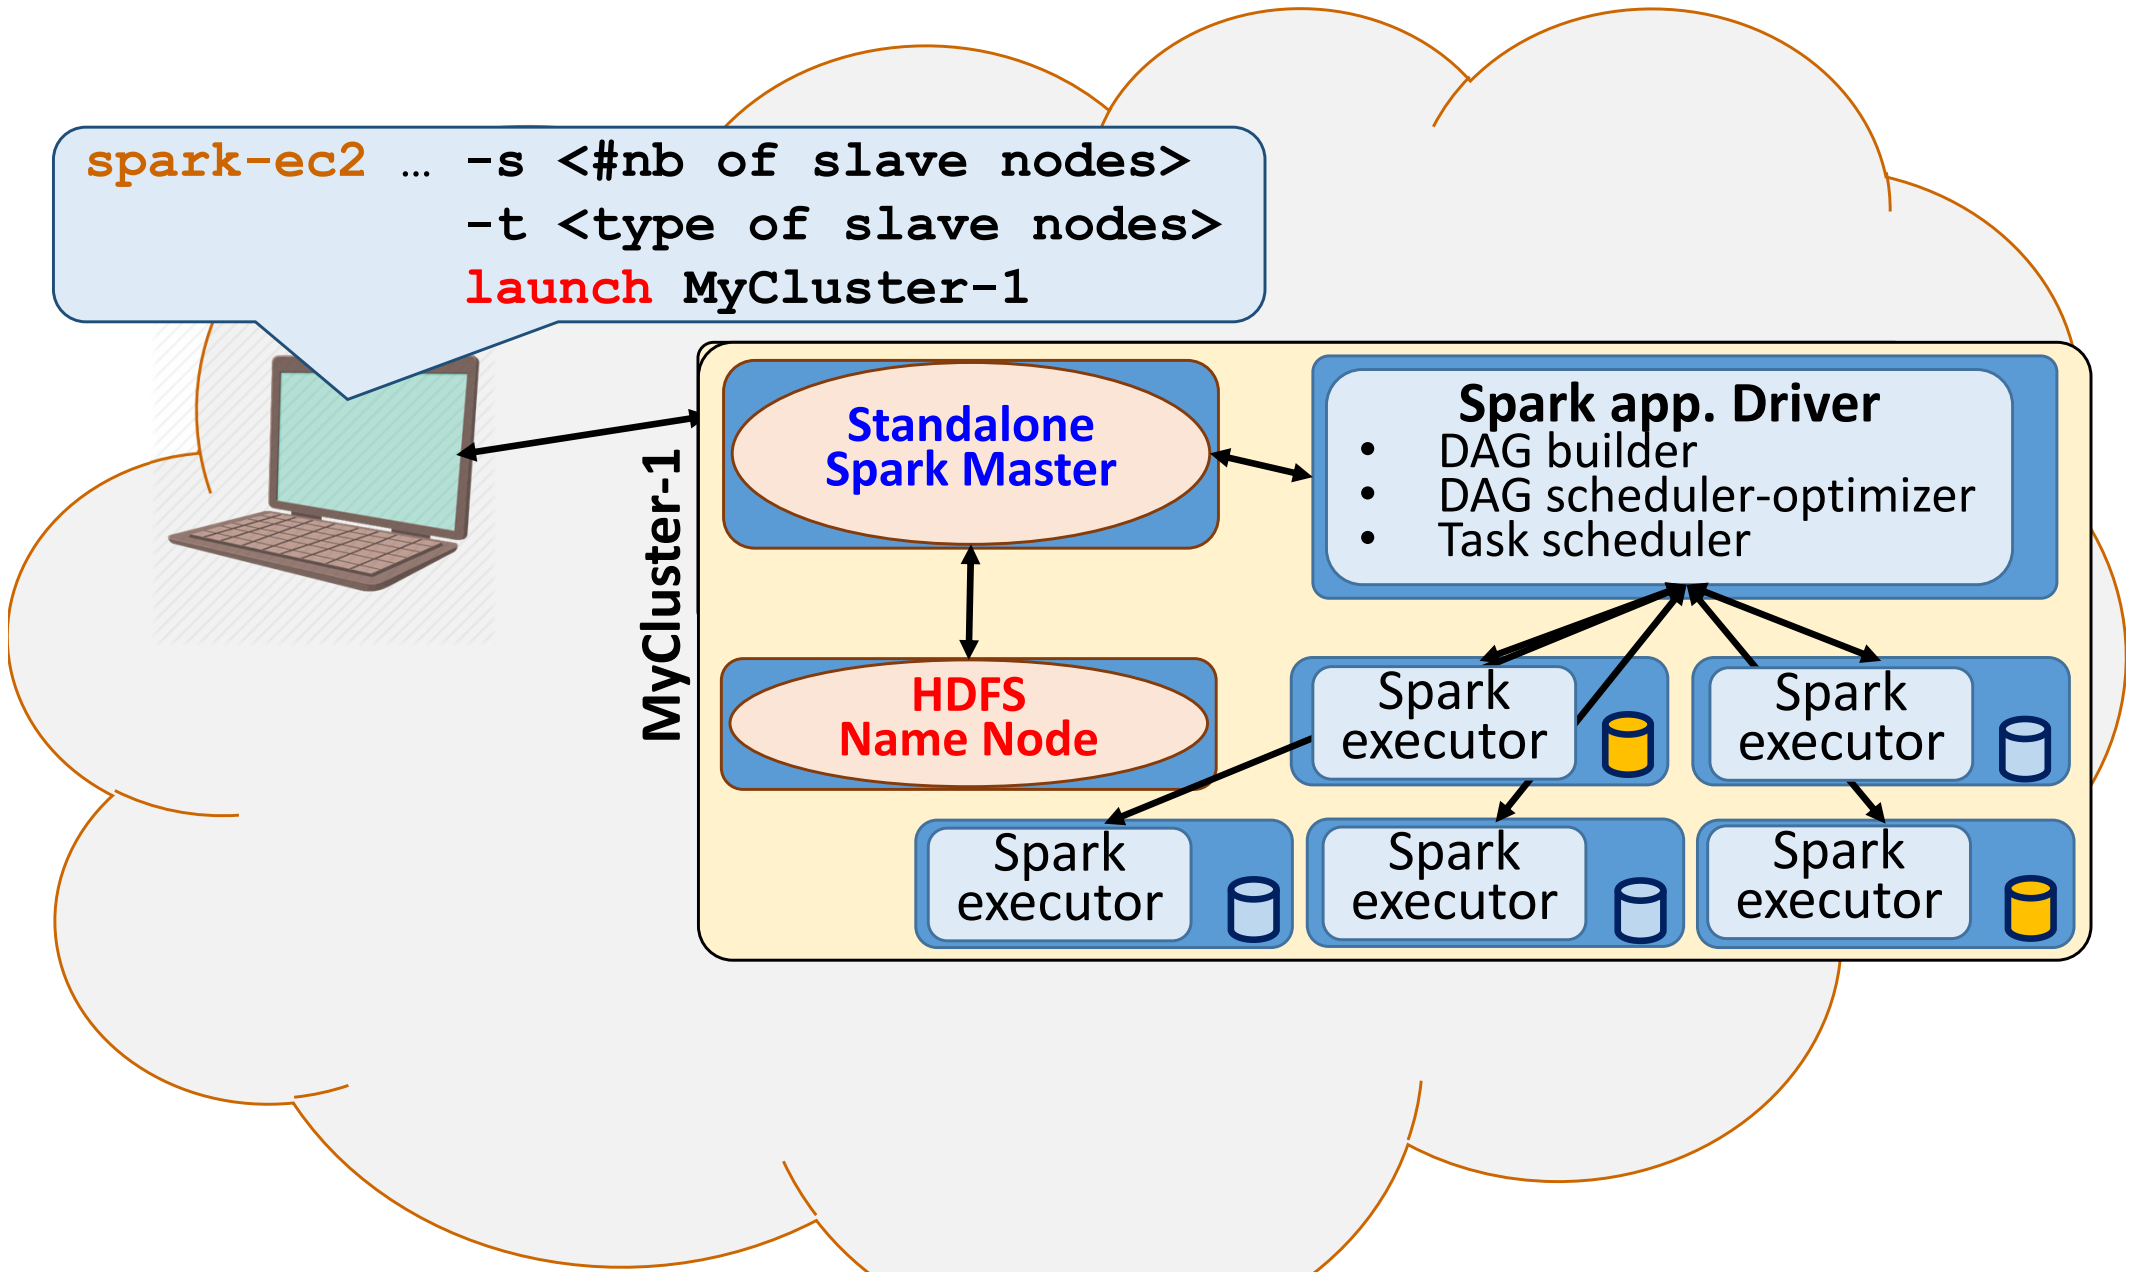 spark-ec2 … -s <#nb of slave nodes>
-t <type of slave nodes>
launch MyCluster-1
MyCluster-1
Standalone
Spark Master
Spark app. Driver
• DAG builder
• DAG scheduler-optimizer
• Task scheduler
HDFS
Name Node
Spark
executor
Spark
executor
Spark
executor
Spark
executor
Spark
executor